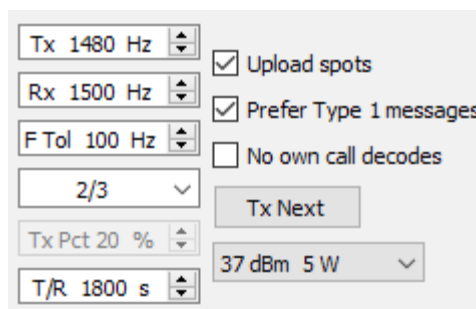 Tx 1480 Hz
Rx 1500 Hz
F Tol 100 Hz
2/3
Tx Pct 20 %
T/R 1800 s
Upload spots
Prefer Type 1 messages
No own call decodes
Tx Next
37 dBm 5 W